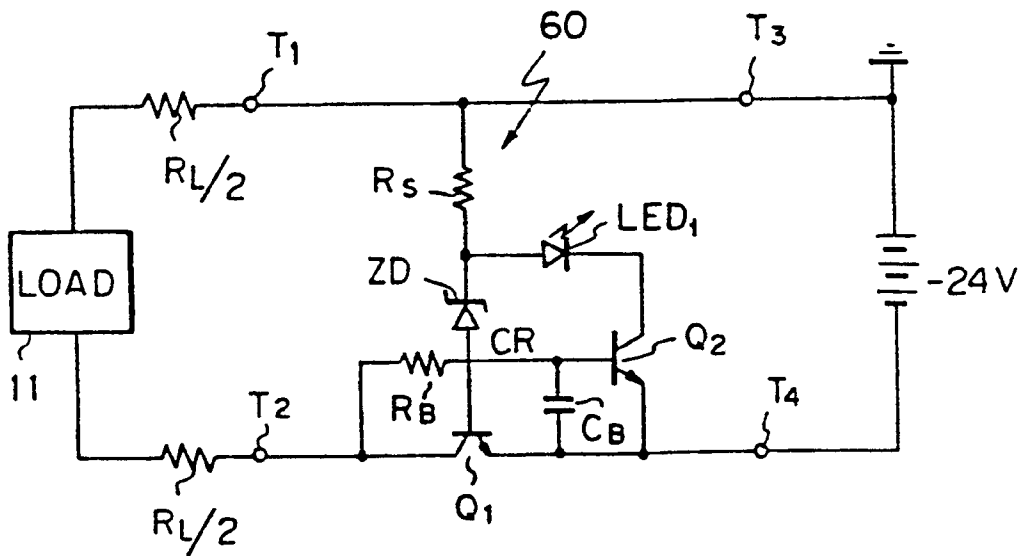 60
T1
T3
RL/2
RS
LED1
LOAD
ZD
-24V
CR
Q2
11
RB
T2
CB
T4
Q1
RL/2